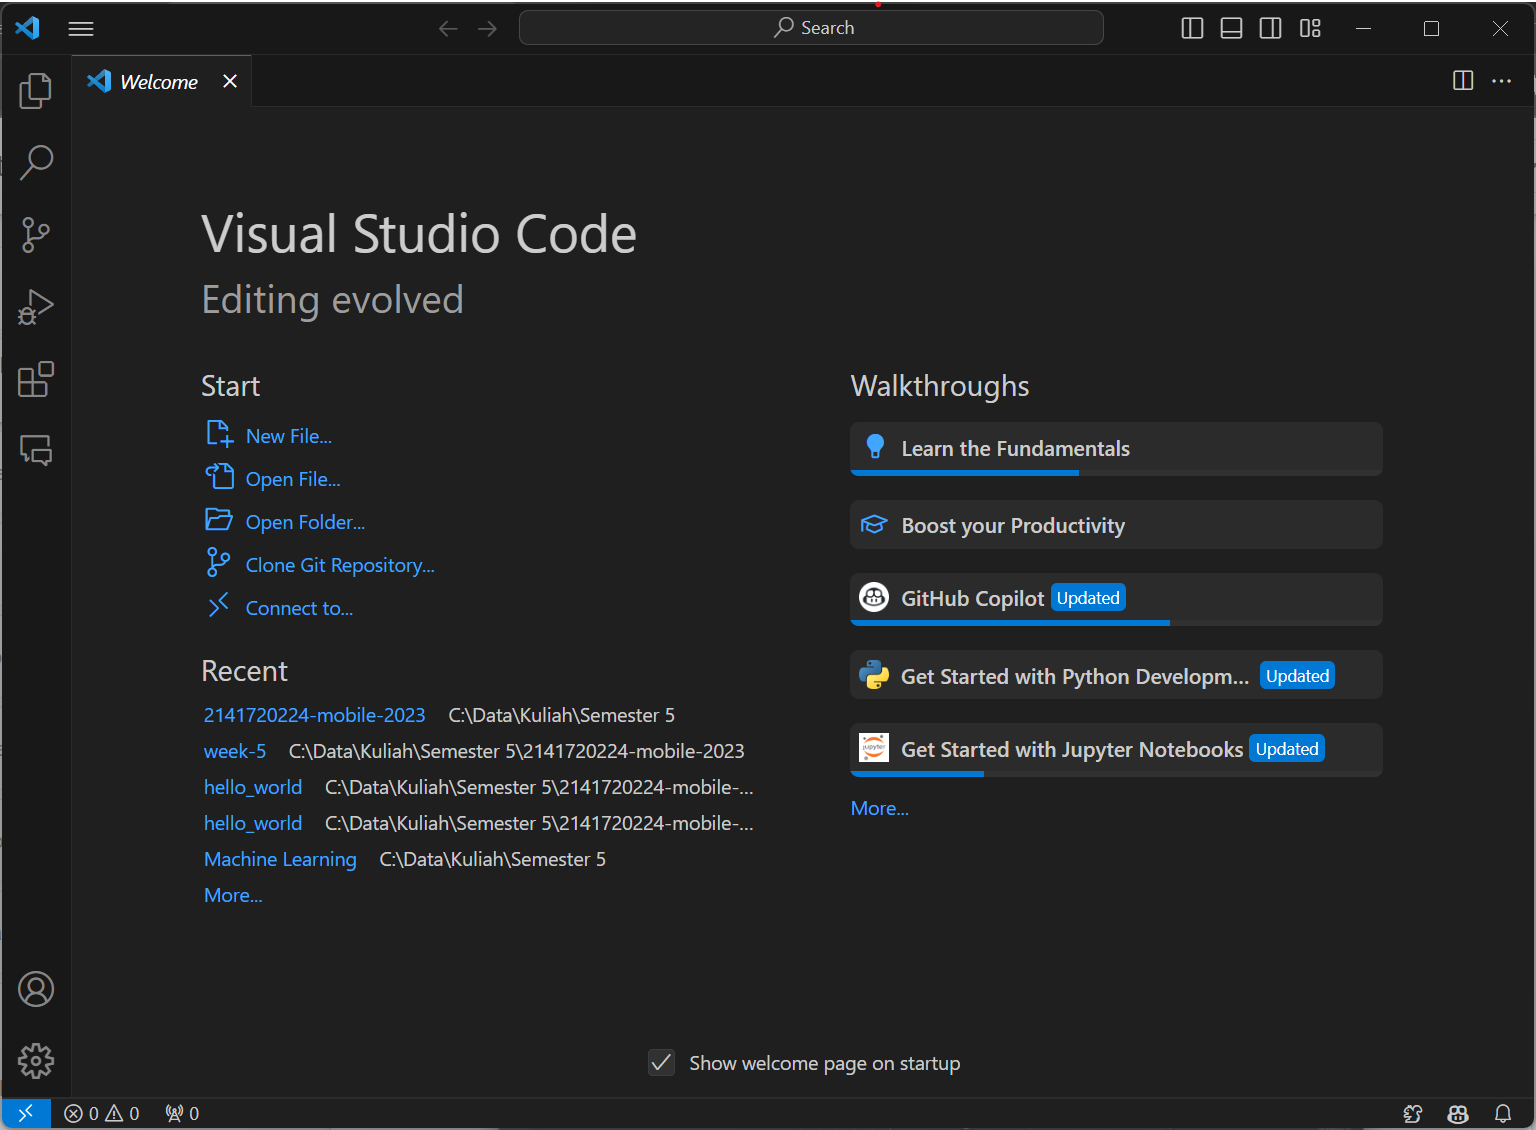 Search
Welcome
Visual Studio Code
Editing evolved
Start
New File...
Open File...
Open Folder...
Clone Git Repository...
Connect to...
Recent
2141720224-mobile-2023 C:\Data\Kuliah\Semester 5
week-5 C:\Data\Kuliah\Semester 5\2141720224-mobile-2023
hello_world C:\Data\Kuliah\Semester 5\2141720224-mobile-...
hello_world C:\Data\Kuliah\Semester 5\2141720224-mobile-...
Machine Learning C:\Data\Kuliah\Semester 5
More...
Walkthroughs
Learn the Fundamentals
Boost your Productivity
GitHub Copilot Updated
Get Started with Python Developm... Updated
jupyter
Get Started with Jupyter Notebooks Updated
More...
Show welcome page on startup
0 0 0